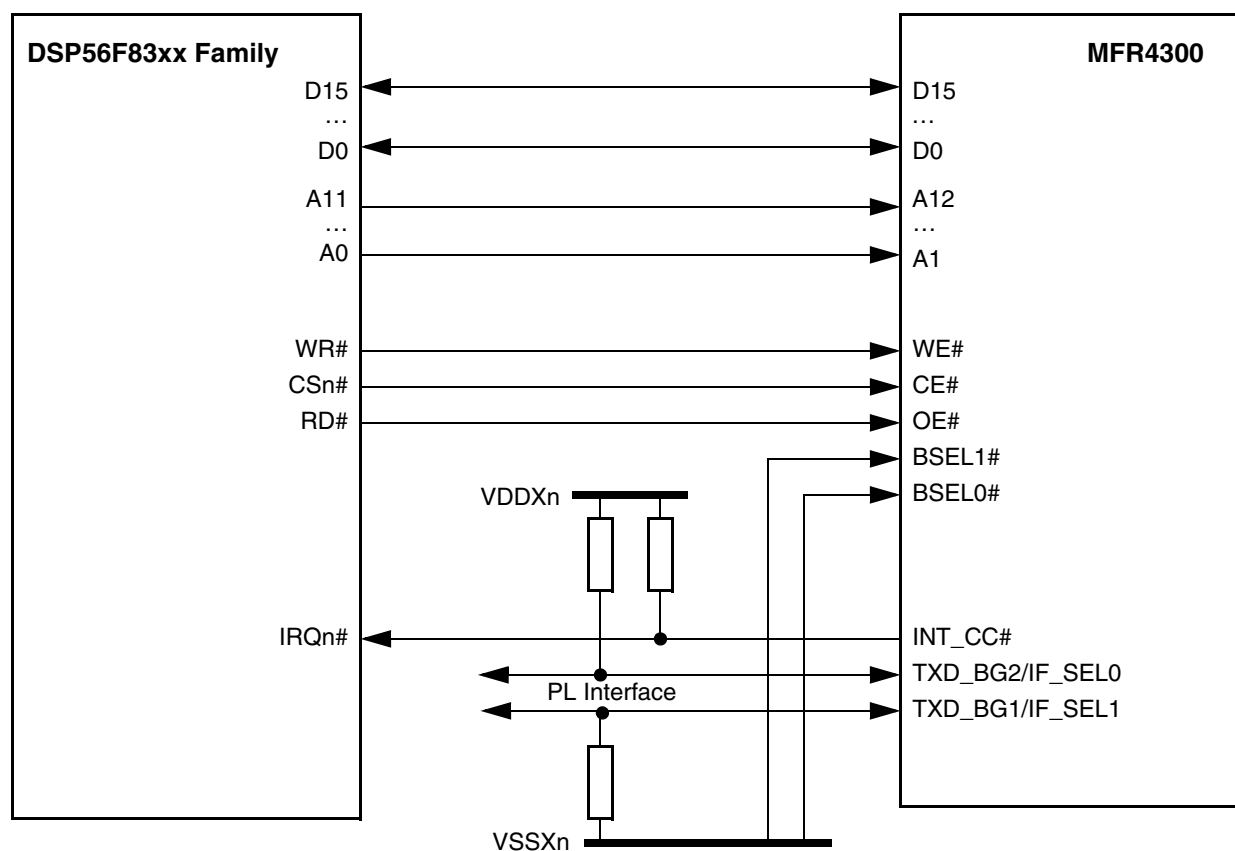 DSP56F83xx Family
MFR4300
D15
...
D0
A11
...
A0
WR#
CSn#
RD#
IRQn#
D15
...
D0
A12
...
A1
WE#
CE#
OE#
BSEL1#
BSEL0#
INT_CC#
TXD_BG2/IF_SEL0
TXD_BG1/IF_SEL1
VDDXn
PL Interface
VSSXn